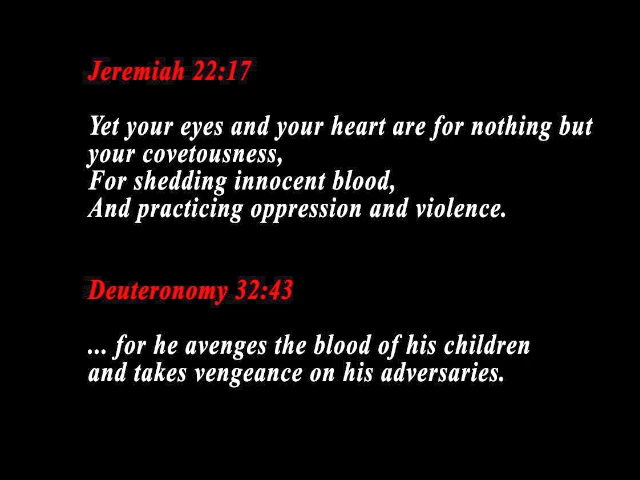 Jeremiah 22:17
Yet your eyes and your heart are for nothing but
your covetousness,
For shedding innocent blood,
And practicing oppression and violence.
Deuteronomy 32:43
... for he avenges the blood of his children
and takes vengeance on his adversaries.